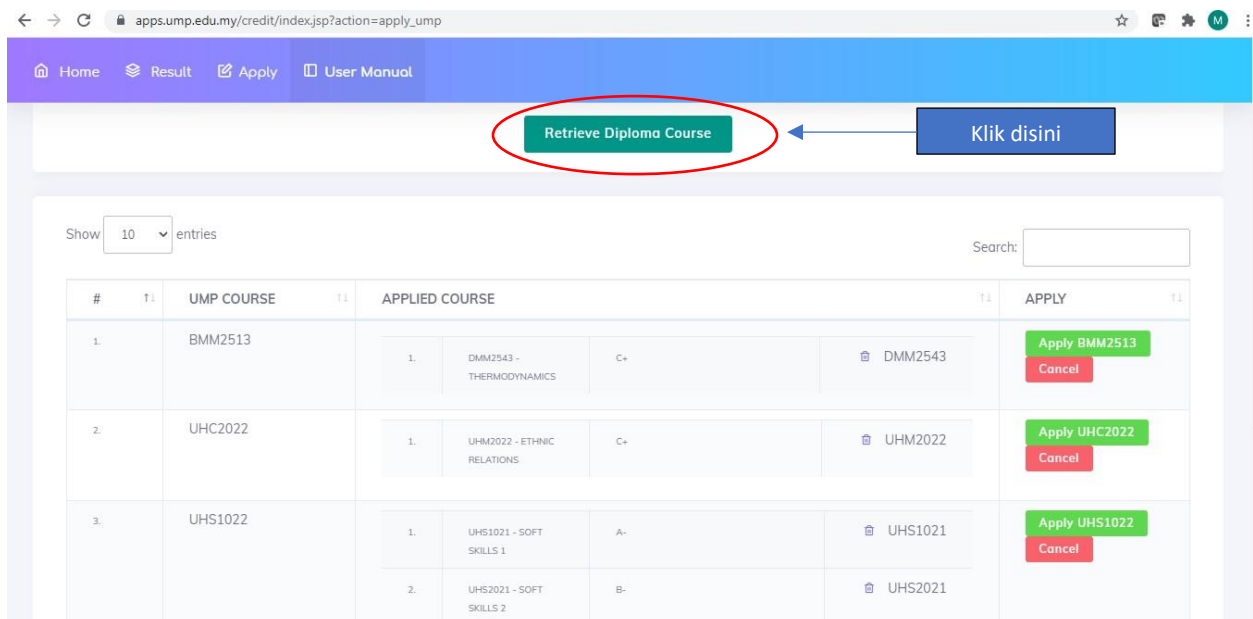 apps.ump.edu.my/credit/index.jsp?action=apply_ump
M
Home Result Apply User Manual
Retrieve Diploma Course
Klik disini
Show 10 entries
Search:
# UMP COURSE APPLIED COURSE APPLY
1. BMM2513
1. DMM2543 - THERMODYNAMICS C+ DMM2543
Apply BMM2513
Cancel
2. UHC2022
1. UHM2022 - ETHNIC RELATIONS C+ UHM2022
Apply UHC2022
Cancel
3. UHS1022
1. UHS1021 - SOFT SKILLS 1 A- UHS1021
Apply UHS1022
Cancel
2. UHS2021 - SOFT SKILLS 2 B- UHS2021